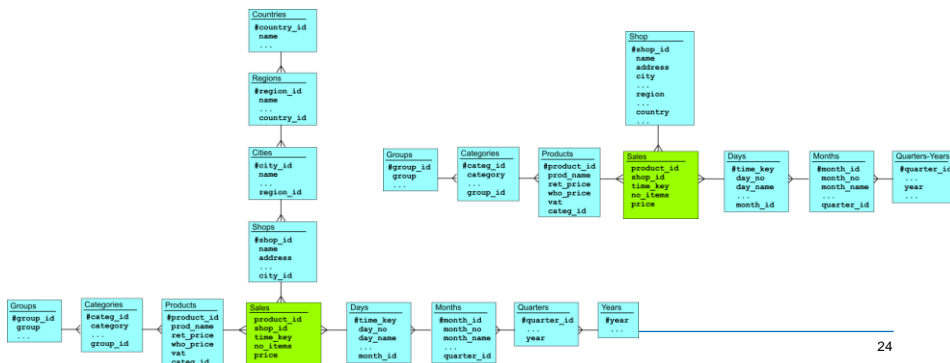 Countries
#country_id
name
...
Regions
#region_id
name
...
country_id
Cities
#city_id
name
...
region_id
Shops
#shop_id
name
address
...
city_id
Groups
#group_id
group
...
Categories
#categ_id
category
...
group_id
Products
#product_id
prod_name
ret_price
who_price
vat
categ_id
Sales
product_id
shop_id
time_key
no_items
price
Days
#time_key
day_no
day_name
...
month_id
Months
#month_id
month_no
month_name
...
quarter_id
Quarters
#quarter_id
...
year
Years
#year
...
Shop
#shop_id
name
address
city
...
region
...
country
...
Groups
#group_id
group
...
Categories
#categ_id
category
...
group_id
Products
#product_id
prod_name
ret_price
who_price
vat
categ_id
Sales
product_id
shop_id
time_key
no_items
price
Days
#time_key
day_no
day_name
...
month_id
Months
#month_id
month_no
month_name
...
quarter_id
Quarters-Years
#quarter_id
...
year
...
24